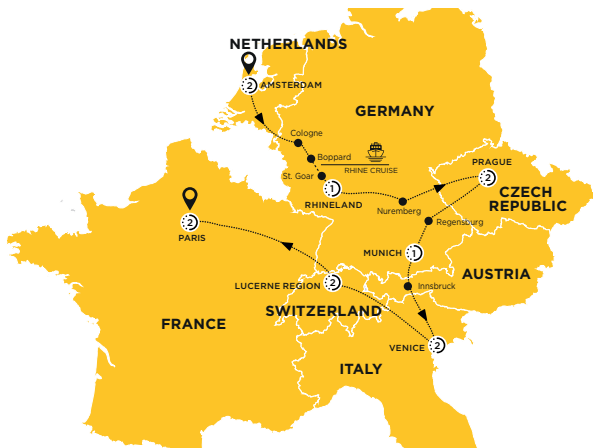 NETHERLANDS
2
AMSTERDAM
GERMANY
Cologne
Boppard
RHINE CRUISE
St. Goar
1
RHINELAND
PRAGUE
2
CZECH
REPUBLIC
Nuremberg
Regensburg
2
PARIS
MUNICH
1
AUSTRIA
Innsbruck
LUCERNE REGION
2
SWITZERLAND
FRANCE
VENICE
2
ITALY